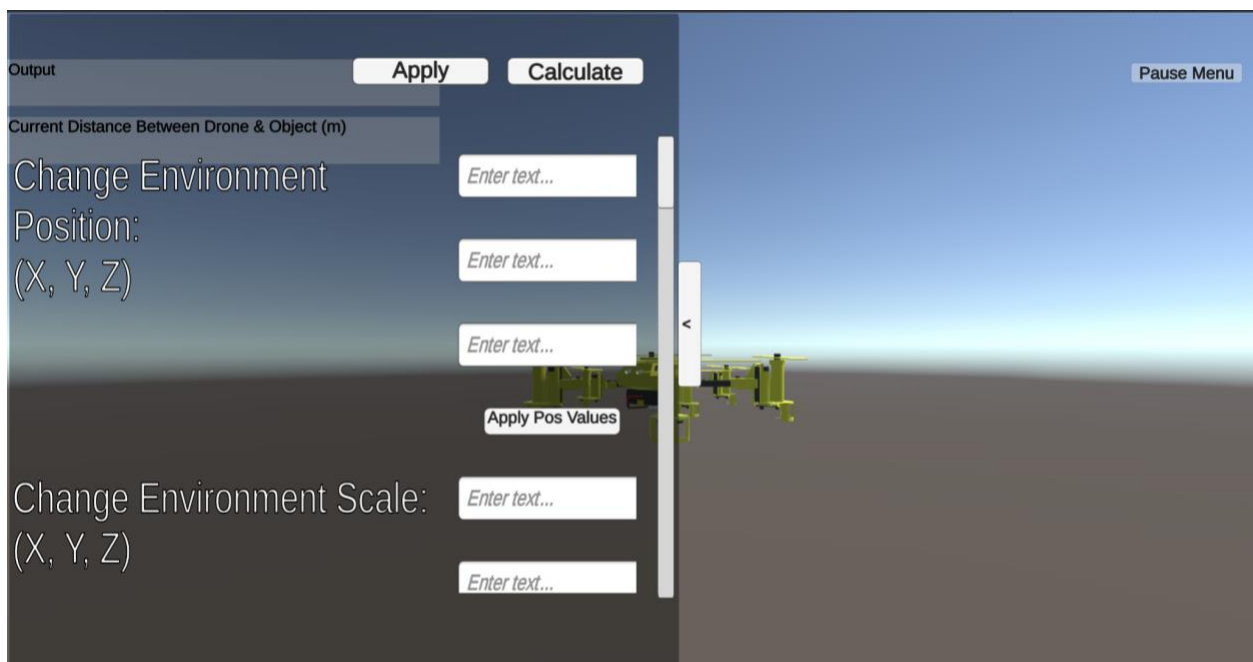 Output
Apply
Calculate
Pause Menu
Current Distance Between Drone & Object (m)
Change Environment
Position:
(X, Y, Z)
Enter text...
Enter text...
Enter text...
<
Apply Pos Values
Change Environment Scale:
(X, Y, Z)
Enter text...
Enter text...